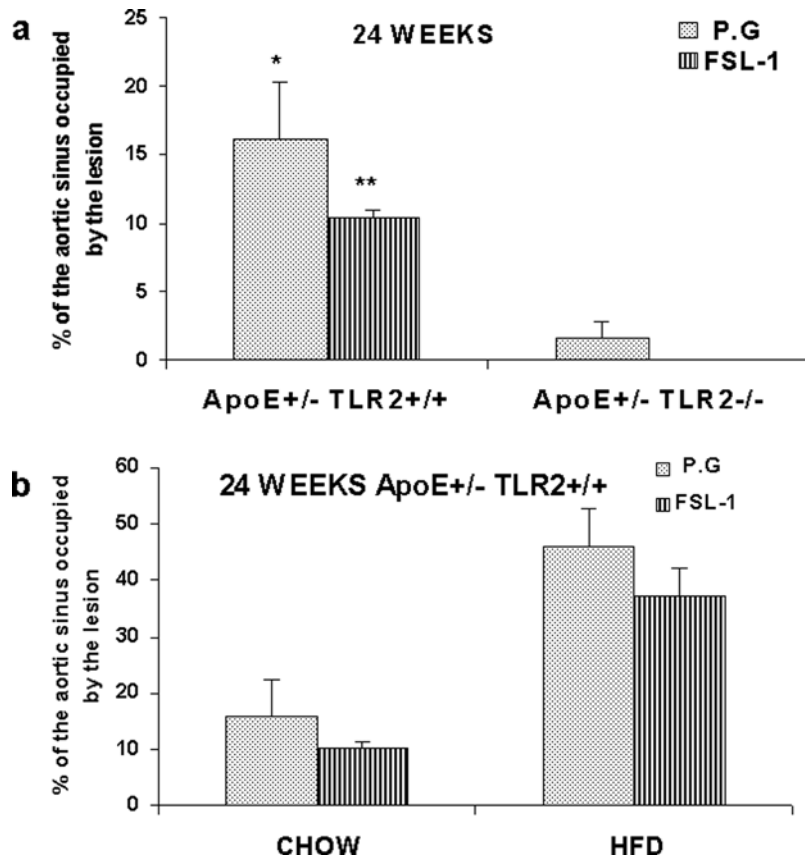 a
24 WEEKS
P.G
FSL-1
% of the aortic sinus occupied
by the lesion
25
20
15
10
5
0
*
**
ApoE+/- TLR2+/+
ApoE+/- TLR2-/-
b
24 WEEKS ApoE+/- TLR2+/+
P.G
FSL-1
% of the aortic sinus occupied
by the lesion
60
50
40
30
20
10
0
CHOW
HFD